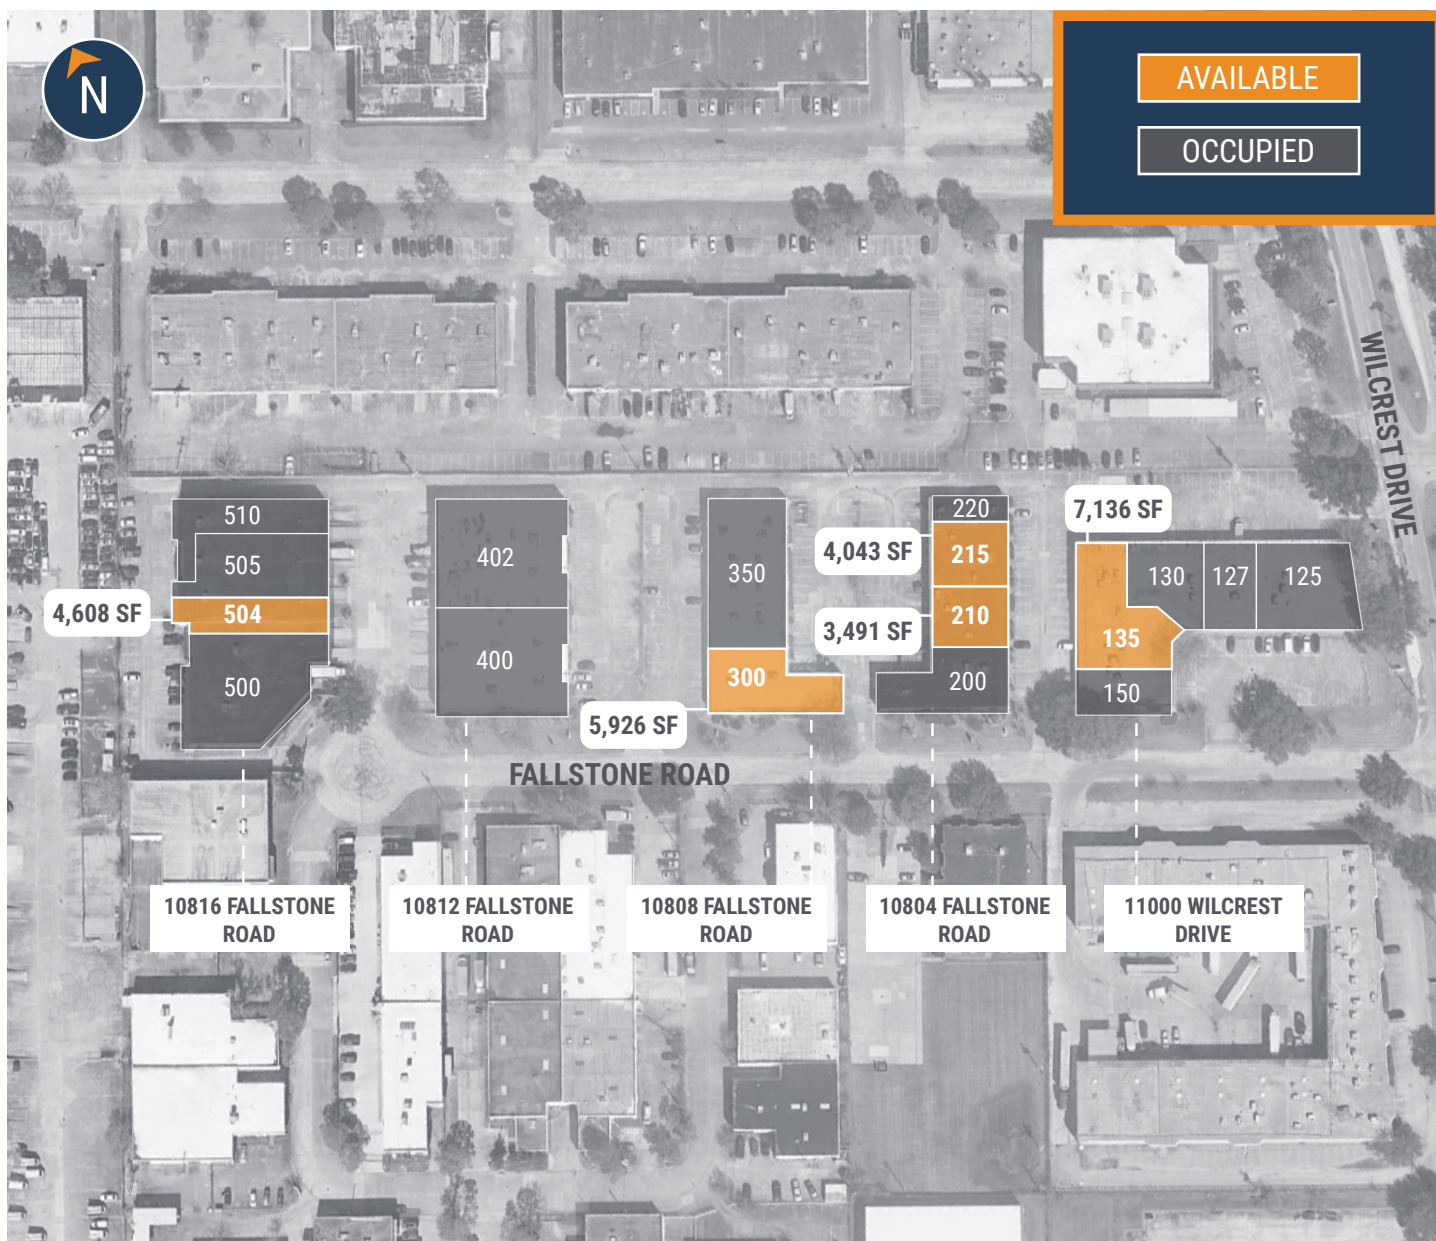 N
AVAILABLE
OCCUPIED
WILCREST DRIVE
510
505
4,608 SF
504
500
402
400
350
300
5,926 SF
220
4,043 SF
215
3,491 SF
210
200
7,136 SF
130
127
125
135
150
FALLSTONE ROAD
10816 FALLSTONE
ROAD
10812 FALLSTONE
ROAD
10808 FALLSTONE
ROAD
10804 FALLSTONE
ROAD
11000 WILCREST
DRIVE